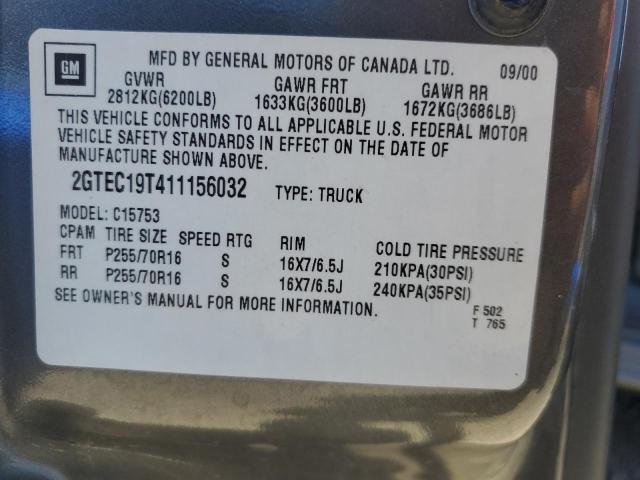 GM
MFD BY GENERAL MOTORS OF CANADA LTD. 09/00
GVWR GAWR FRT GAWR RR
2812KG(6200LB) 1633KG(3600LB) 1672KG(3686LB)
THIS VEHICLE CONFORMS TO ALL APPLICABLE U.S. FEDERAL MOTOR
VEHICLE SAFETY STANDARDS IN EFFECT ON THE DATE OF
MANUFACTURE SHOWN ABOVE.
2GTEC19T411156032 TYPE: TRUCK
MODEL: C15753
CPAM TIRE SIZE SPEED RTG RIM COLD TIRE PRESSURE
FRT P255/70R16 S 16X7/6.5J 210KPA(30PSI)
RR P255/70R16 S 16X7/6.5J 240KPA(35PSI)
SEE OWNER'S MANUAL FOR MORE INFORMATION.
F 502
T 765